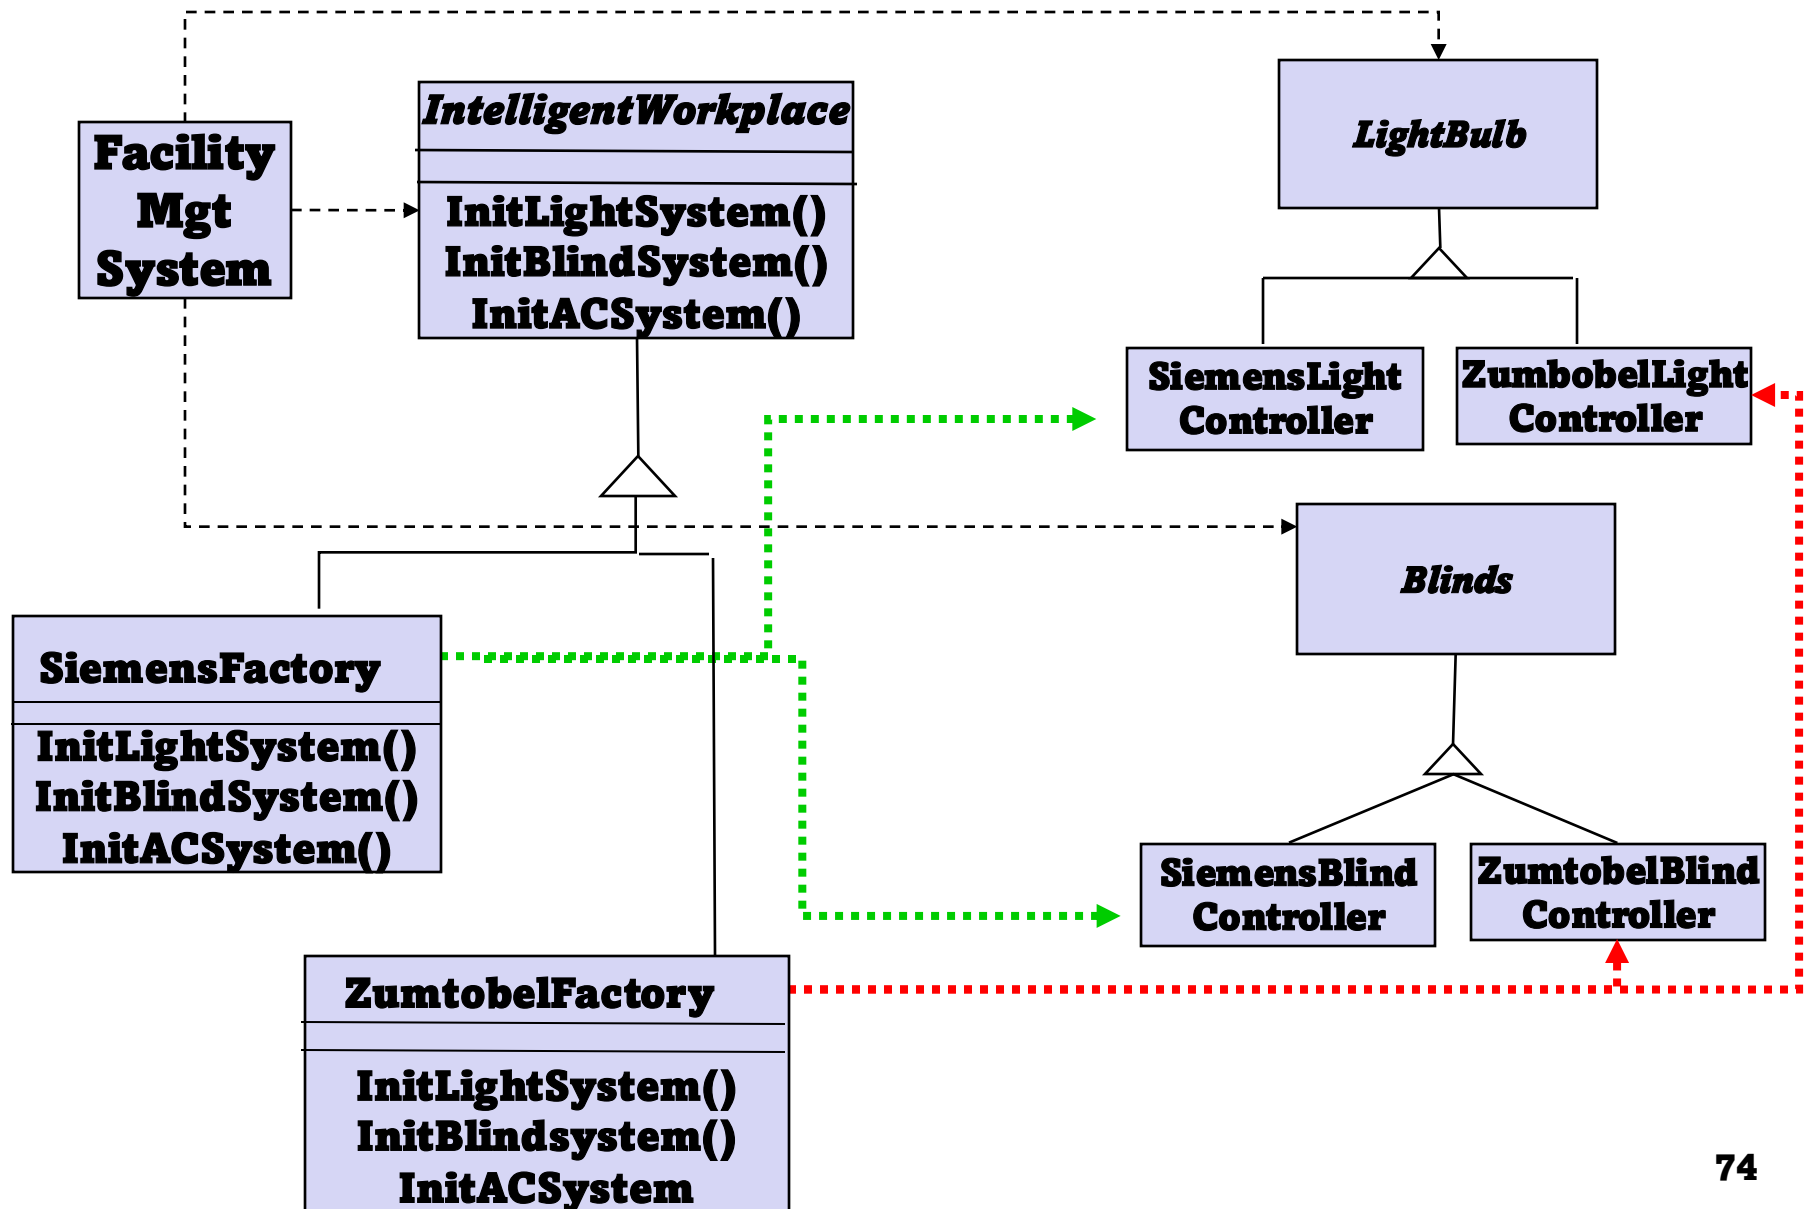 Facility
Mgt
System
IntelligentWorkplace
InitLightSystem()
InitBlindSystem()
InitACSystem()
LightBulb
SiemensLight
Controller
ZumbobelLight
Controller
Blinds
SiemensFactory
InitLightSystem()
InitBlindSystem()
InitACSystem()
SiemensBlind
Controller
ZumtobelBlind
Controller
ZumtobelFactory
InitLightSystem()
InitBlindsystem()
InitACSystem
74